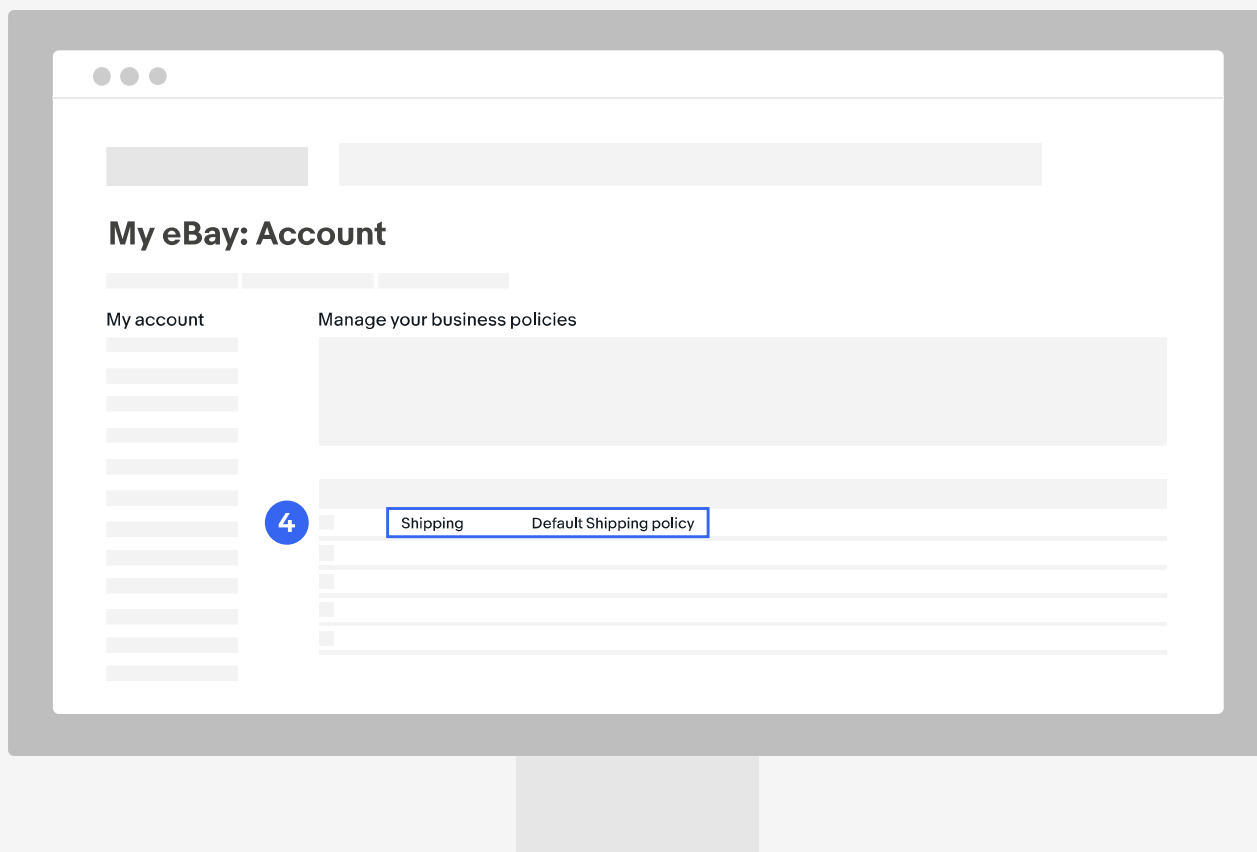 My eBay: Account
My account
Manage your business policies
4
Shipping
Default Shipping policy